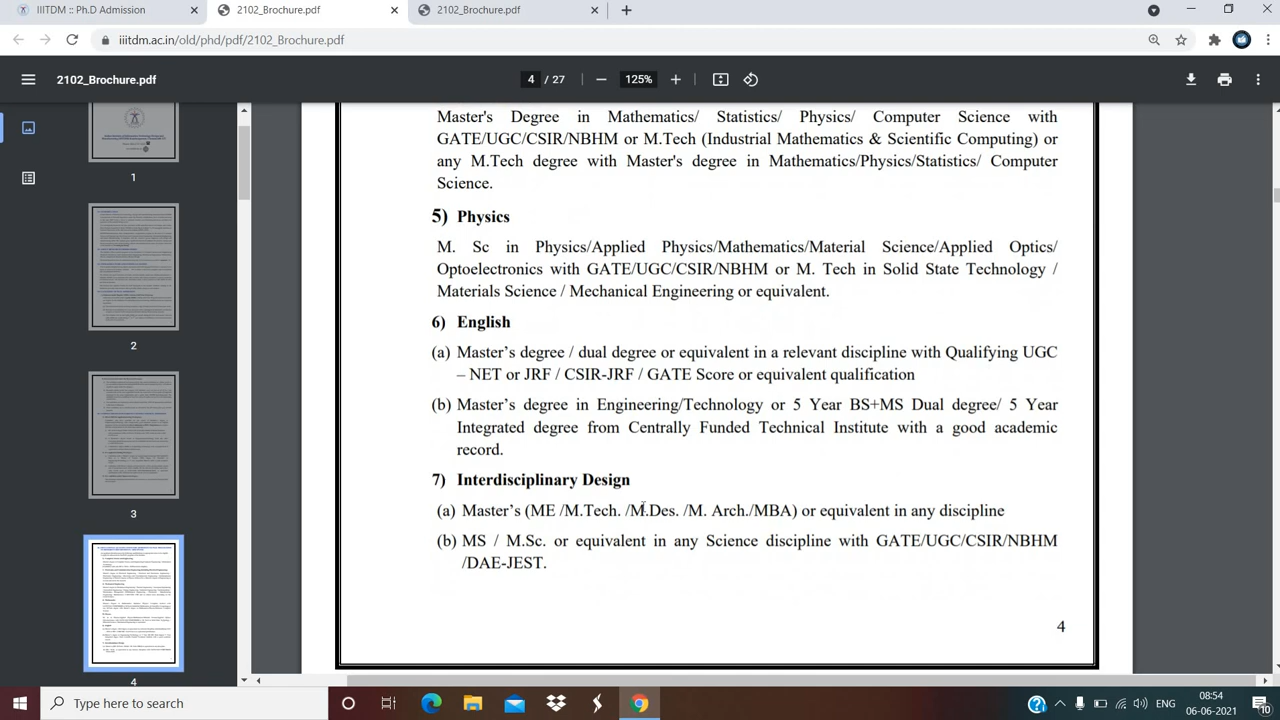 IIITDM :: Ph.D Admission
2102_Brochure.pdf
2102_Brochure.pdf
iiitdm.ac.in/old/phd/pdf/2102_Brochure.pdf
2102_Brochure.pdf
4 / 27
125%
1
2
3
4
Master's Degree in Mathematics/ Statistics/ Physics/ Computer Science with
GATE/UGC/CSIR/NBHM or M.Tech (Industrial Mathematics & Scientific Computing) or
any M.Tech degree with Master's degree in Mathematics/Physics/Statistics/ Computer
Science.
5) Physics
M. Sc in Physics/Applied Physics/Mathematics/Material Science/Applied Optics/
Optoelectronics with GATE/UGC/CSIR/NBHM or M. Tech in Solid State Technology /
Materials Science / Mechanical Engineering or equivalent.
6) English
(a) Master's degree / dual degree or equivalent in a relevant discipline with Qualifying UGC
– NET or JRF / CSIR-JRF / GATE Score or equivalent qualification
(b) Master's degree in Engineering/Technology or 5 Year BS+MS Dual degree/ 5 Year
Integrated degree from Centrally Funded Technical Institute with a good academic
record.
7) Interdisciplinary Design
(a) Master's (ME /M.Tech. /M.Des. /M. Arch./MBA) or equivalent in any discipline
(b) MS / M.Sc. or equivalent in any Science discipline with GATE/UGC/CSIR/NBHM
/DAE-JEST
4
Type here to search
ENG
08:54
06-06-2021
10